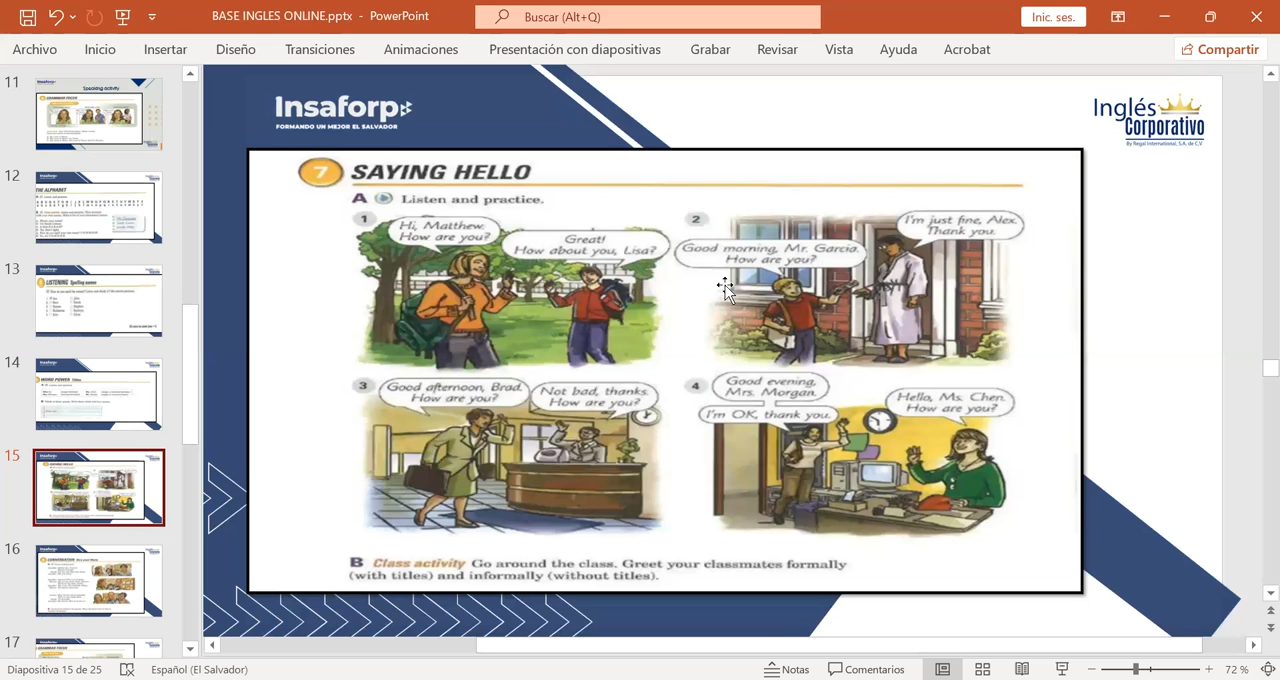 BASE INGLES ONLINE.pptx - PowerPoint
Buscar (Alt+Q)
Inic. ses.
Archivo Inicio Insertar Diseño Transiciones Animaciones Presentación con diapositivas Grabar Revisar Vista Ayuda Acrobat
Compartir
11
12
13
14
15
16
17
Insaforp
FORMANDO UN MEJOR EL SALVADOR
Inglés
Corporativo
By Regal International, S.A. de C.V
7 SAYING HELLO
A Listen and practice.
1
Hi, Matthew.
How are you?
Great!
How about you, Lisa?
2
Good morning, Mr. Garcia.
How are you?
I'm just fine, Alex.
Thank you.
3
Good afternoon, Brad.
How are you?
Not bad, thanks.
How are you?
4
Good evening,
Mrs. Morgan.
Hello, Ms. Chen.
How are you?
I'm OK, thank you.
B Class activity Go around the class. Greet your classmates formally
(with titles) and informally (without titles).
Diapositiva 15 de 25
Español (El Salvador)
Notas
Comentarios
72 %